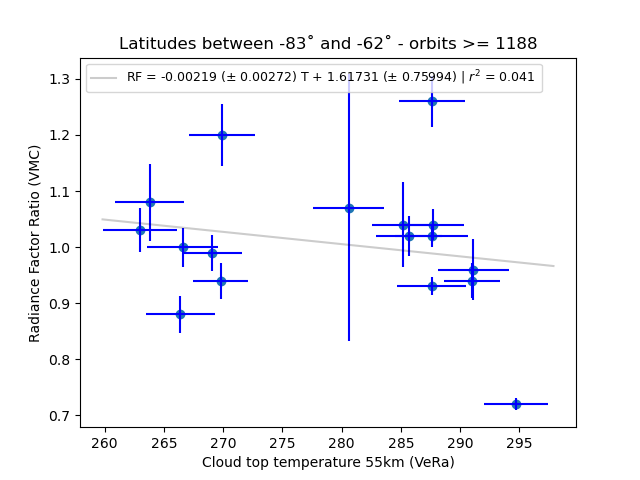 Latitudes between -83˚ and -62˚ - orbits >= 1188
RF = -0.00219 (± 0.00272) T + 1.61731 (± 0.75994) | r² = 0.041
Radiance Factor Ratio (VMC)
1.3
1.2
1.1
1.0
0.9
0.8
0.7
260 265 270 275 280 285 290 295
Cloud top temperature 55km (VeRa)